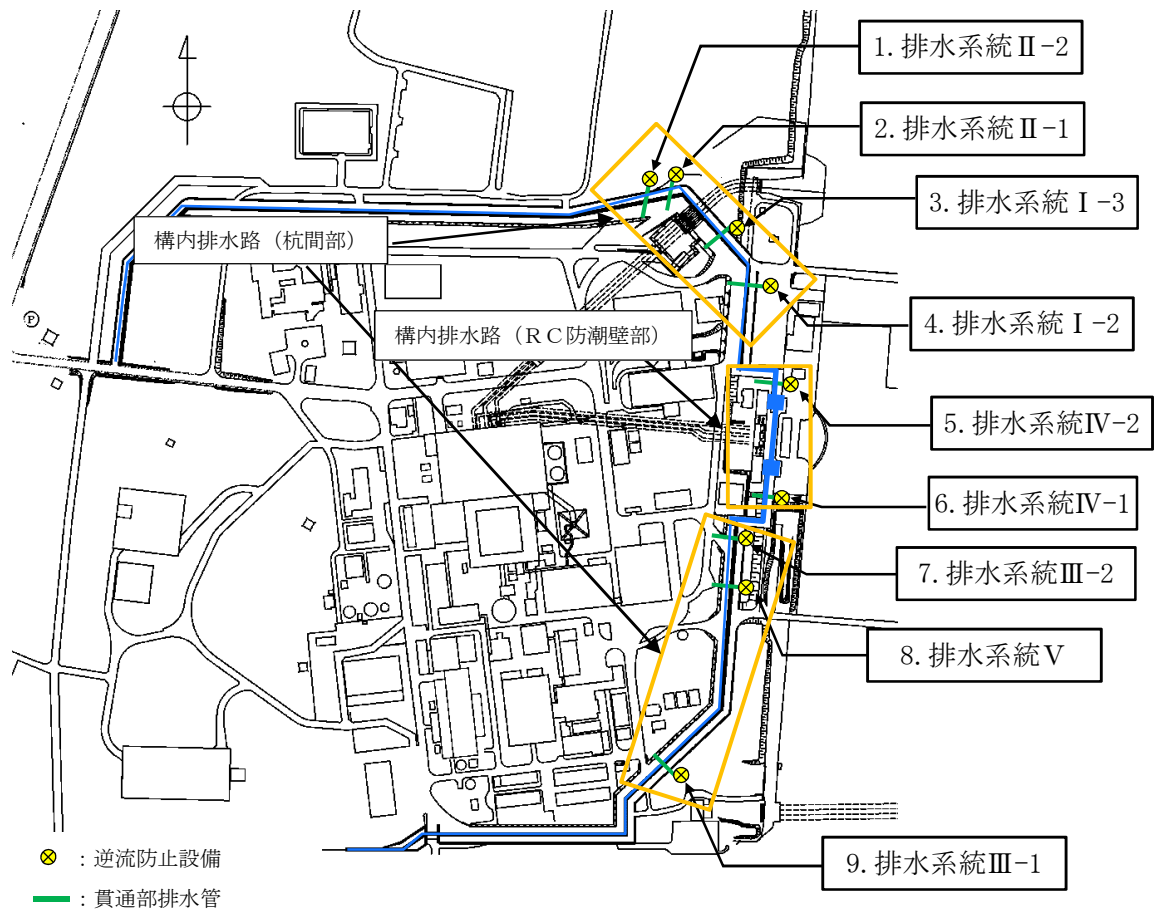 1.排水系統Ⅱ-2
2.排水系統Ⅱ-1
3.排水系統Ⅰ-3
構内排水路（杭間部）
4.排水系統Ⅰ-2
構内排水路（ＲＣ防潮壁部）
P
5.排水系統Ⅳ-2
6.排水系統Ⅳ-1
7.排水系統Ⅲ-2
8.排水系統Ⅴ
9.排水系統Ⅲ-1
：逆流防止設備
：貫通部排水管